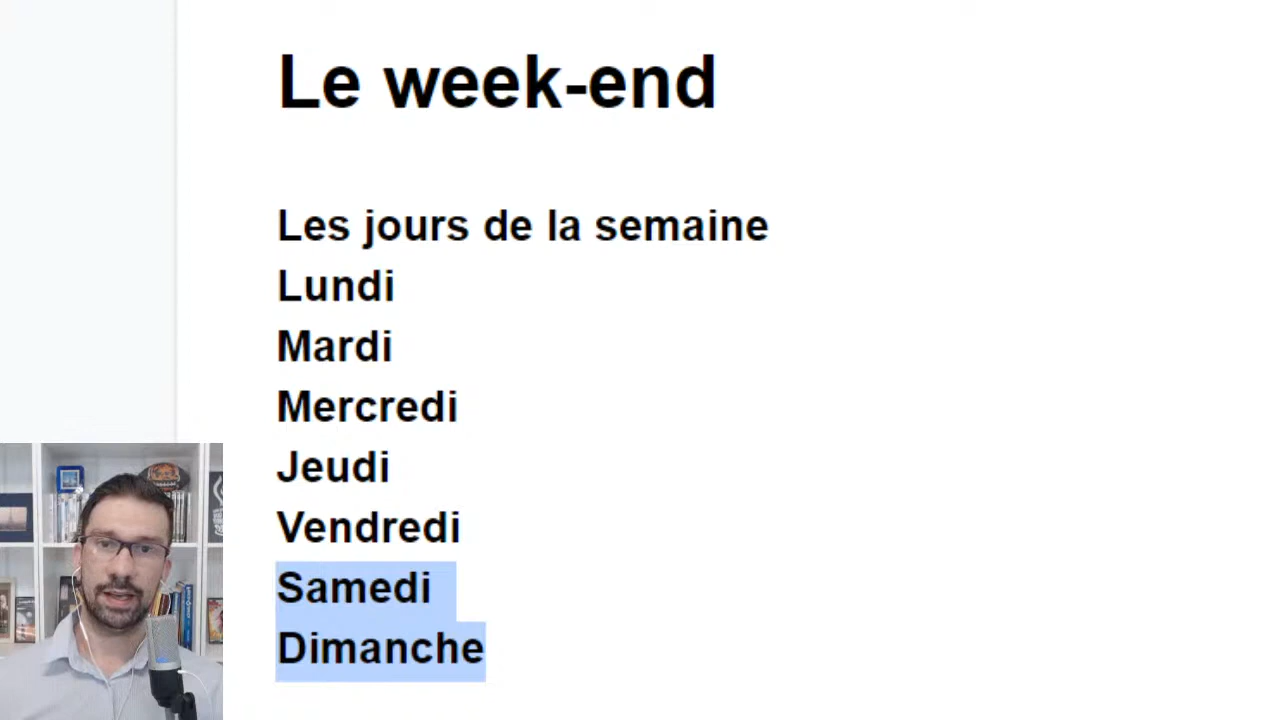 Le week-end
Les jours de la semaine
Lundi
Mardi
Mercredi
Jeudi
Vendredi
Samedi
Dimanche